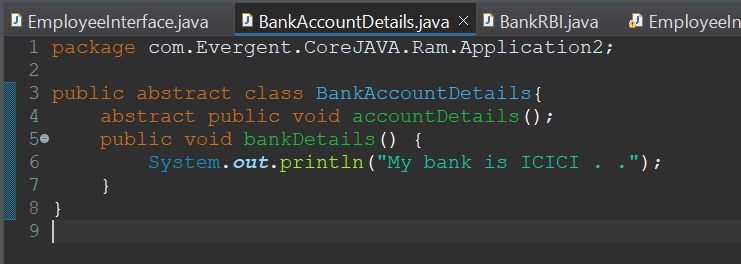 EmployeeInterface.java BankAccountDetails.java BankRBI.java EmployeeIn
1 package com.Evergent.CoreJAVA.Ram.Application2;
2
3 public abstract class BankAccountDetails{
4     abstract public void accountDetails();
5     public void bankDetails() {
6         System.out.println("My bank is ICICI . .");
7     }
8 }
9